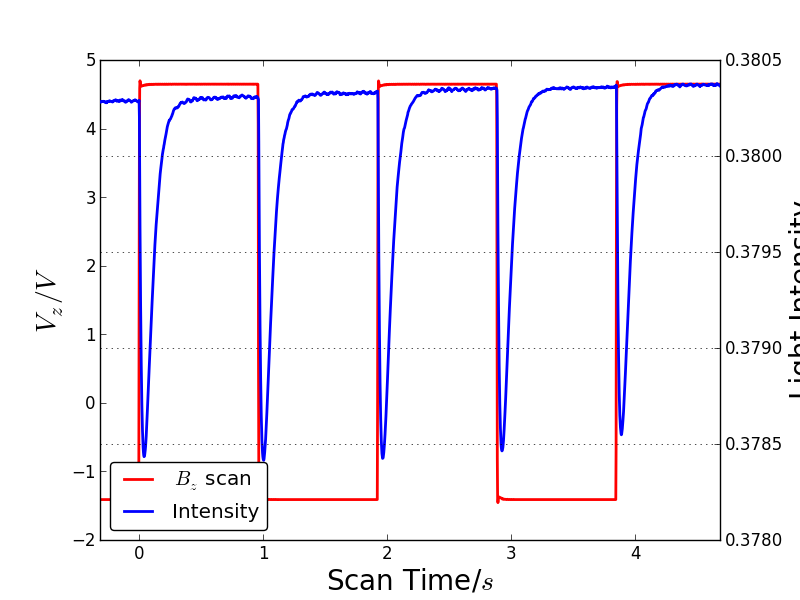 5
4
3
2
1
0
−1
−2
0.3805
0.3800
0.3795
0.3790
0.3785
0.3780
V_z/V
Light Intensity
B_z scan
Intensity
0 1 2 3 4
Scan Time/s